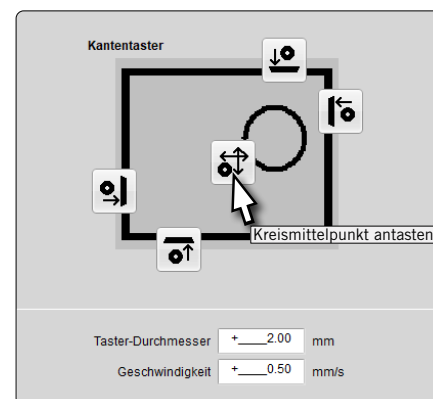 Kantentaster
Kreismittelpunkt antasten
Taster-Durchmesser +____2.00 mm
Geschwindigkeit +____0.50 mm/s